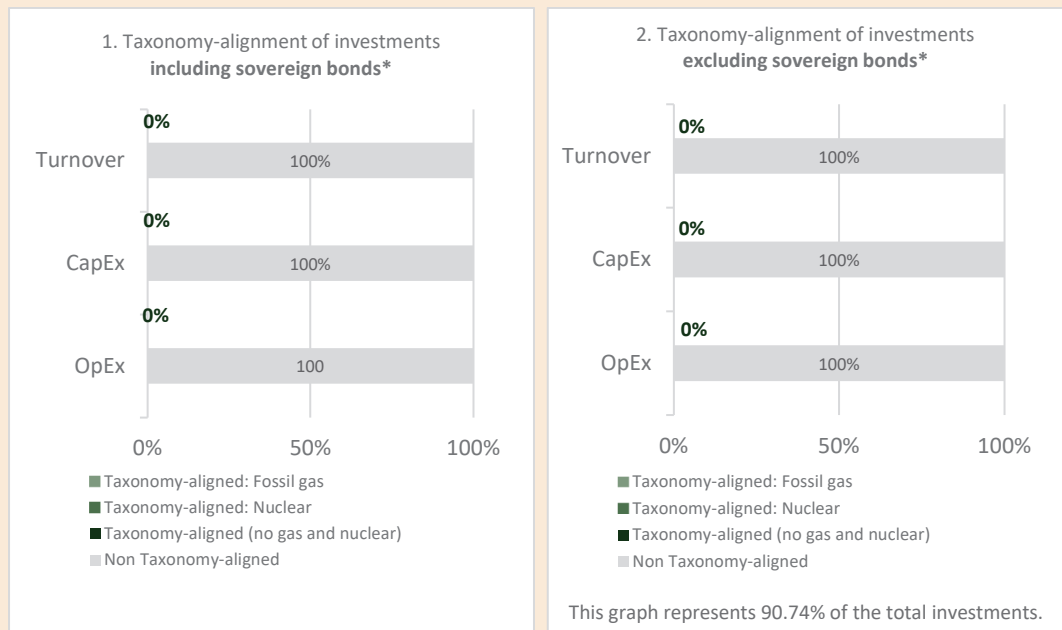 1. Taxonomy-alignment of investments
including sovereign bonds*
0%
Turnover
100%
0%
CapEx
100%
0%
OpEx
100
0%
50%
100%
Taxonomy-aligned: Fossil gas
Taxonomy-aligned: Nuclear
Taxonomy-aligned (no gas and nuclear)
Non Taxonomy-aligned
2. Taxonomy-alignment of investments
excluding sovereign bonds*
0%
Turnover
100%
0%
CapEx
100%
0%
OpEx
100%
0%
50%
100%
Taxonomy-aligned: Fossil gas
Taxonomy-aligned: Nuclear
Taxonomy-aligned (no gas and nuclear)
Non Taxonomy-aligned
This graph represents 90.74% of the total investments.